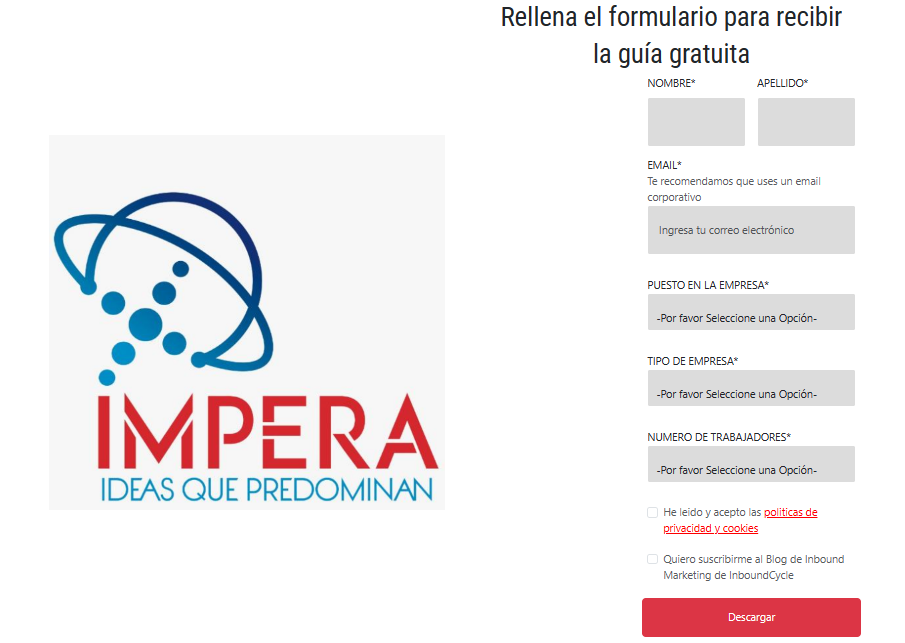 Rellena el formulario para recibir
la guía gratuita
NOMBRE* APELLIDO*
EMAIL*
Te recomendamos que uses un email
corporativo
Ingresa tu correo electrónico
PUESTO EN LA EMPRESA*
-Por favor Seleccione una Opción-
TIPO DE EMPRESA*
-Por favor Seleccione una Opción-
NUMERO DE TRABAJADORES*
-Por favor Seleccione una Opción-
He leido y acepto las politicas de
privacidad y cookies
Quiero suscribirme al Blog de Inbound
Marketing de InboundCycle
Descargar
IMPERA
IDEAS QUE PREDOMINAN